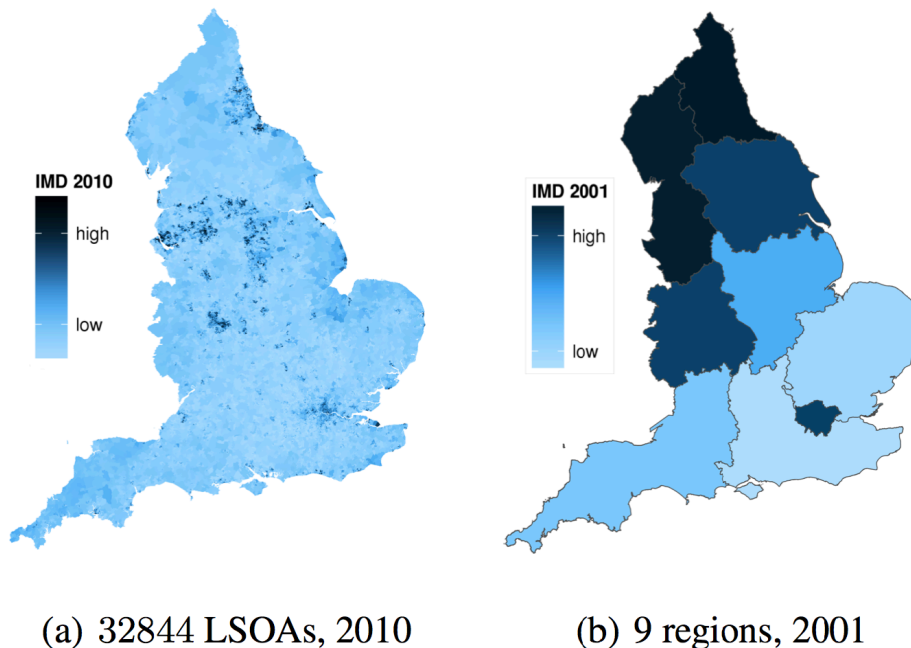 IMD 2010
high
low
IMD 2001
high
low
(a) 32844 LSOAs, 2010
(b) 9 regions, 2001